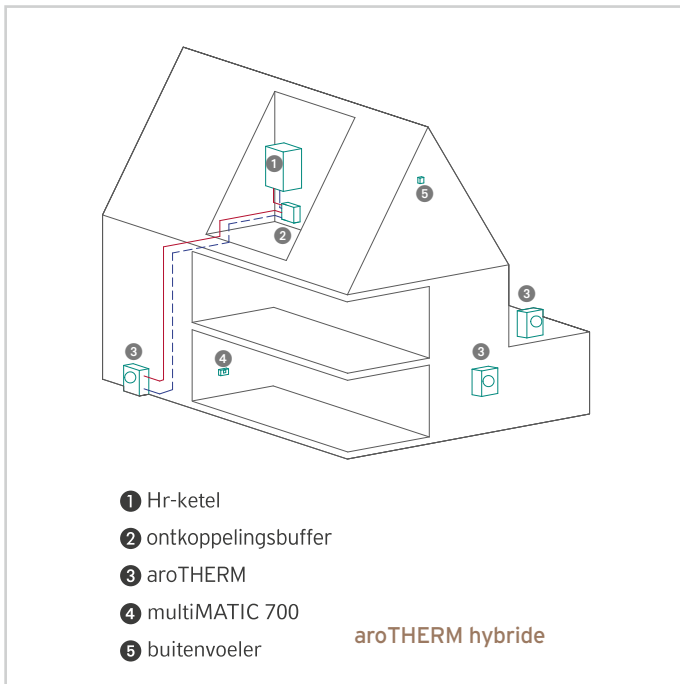 1
5
2
3
3
3
4
1 Hr-ketel
2 ontkoppelingsbuffer
3 aroTHERM
4 multiMATIC 700
5 buitenvoeler
aroTHERM hybride